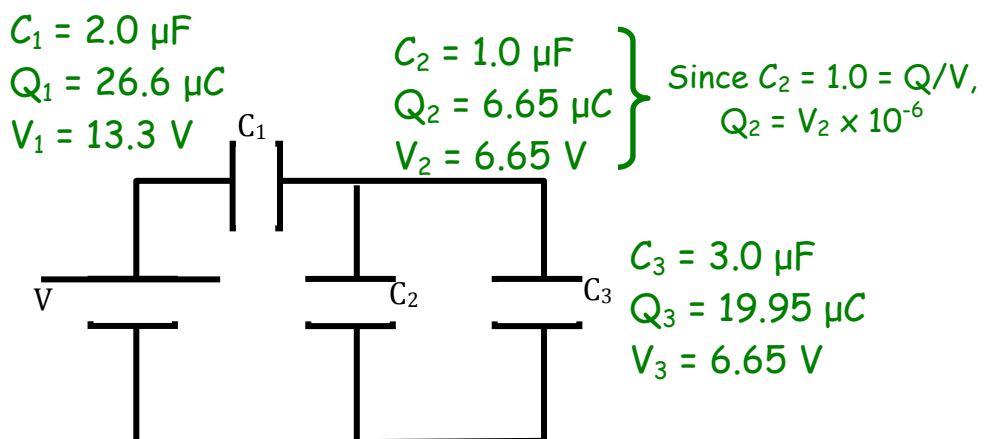 C₁ = 2.0 µF
Q₁ = 26.6 µC
V₁ = 13.3 V
C₂ = 1.0 µF
Q₂ = 6.65 µC
V₂ = 6.65 V
Since C₂ = 1.0 = Q/V,
Q₂ = V₂ x 10⁻⁶
C₁
V
C₂
C₃
C₃ = 3.0 µF
Q₃ = 19.95 µC
V₃ = 6.65 V